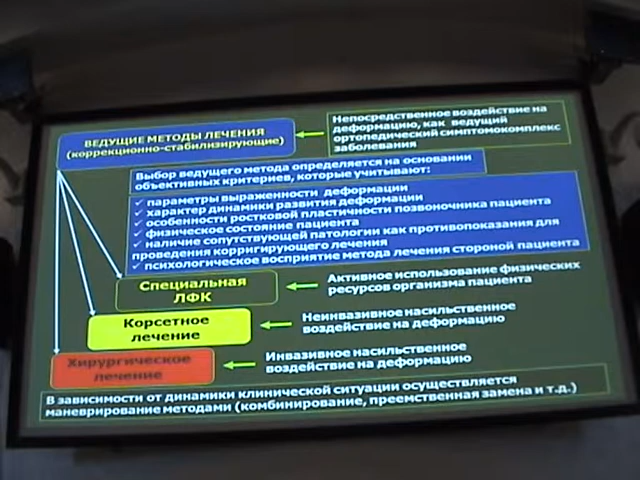 ВЕДУЩИЕ МЕТОДЫ ЛЕЧЕНИЯ
(коррекционно-стабилизирующие)
Непосредственное воздействие на
деформацию, как ведущий
ортопедический симптомокомплекс
заболевания
Выбор ведущего метода определяется на основании
объективных критериев, которые учитывают:
✓ параметры выраженности деформации
✓ характер динамики развития деформации
✓ особенности ростковой пластичности позвоночника пациента
✓ физическое состояние пациента
✓ наличие сопутствующей патологии как противопоказания для
проведения корригирующего лечения
✓ психологическое восприятие метода лечения стороной пациента
Специальная
ЛФК
Активное использование физических
ресурсов организма пациента
Корсетное
лечение
Неинвазивное насильственное
воздействие на деформацию
Хирургическое
лечение
Инвазивное насильственное
воздействие на деформацию
В зависимости от динамики клинической ситуации осуществляется
маневрирование методами (комбинирование, преемственная замена и т.д.)